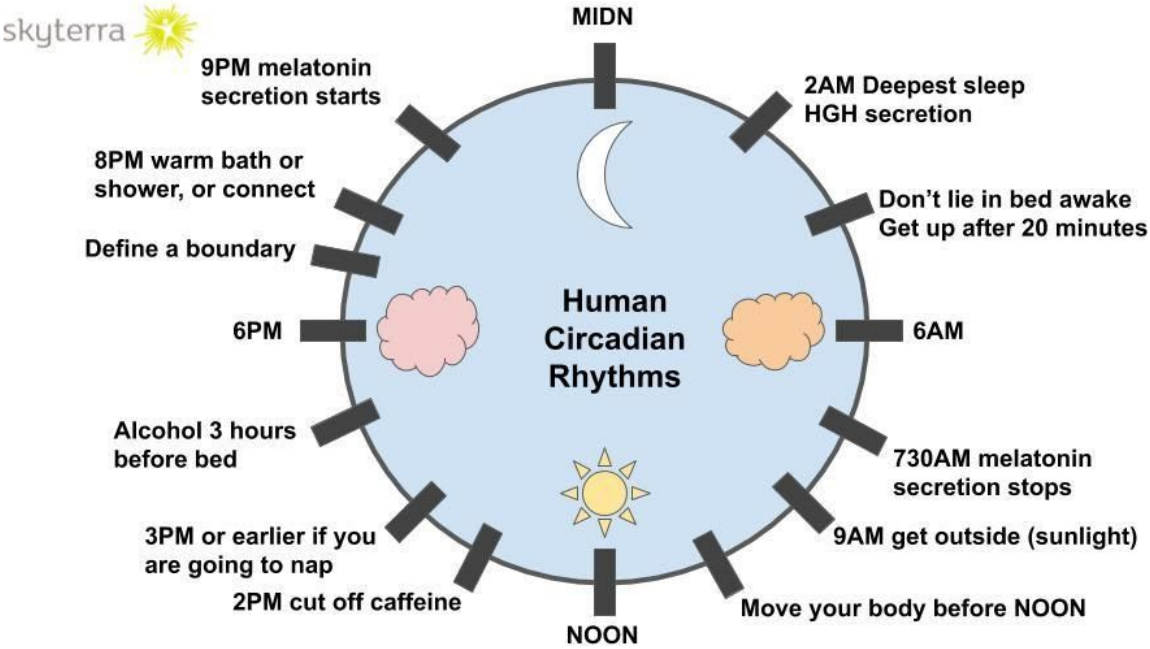 skyterra
MIDN
9PM melatonin
secretion starts
2AM Deepest sleep
HGH secretion
8PM warm bath or
shower, or connect
Don't lie in bed awake
Get up after 20 minutes
Define a boundary
Human
Circadian
Rhythms
6PM
6AM
Alcohol 3 hours
before bed
730AM melatonin
secretion stops
3PM or earlier if you
are going to nap
9AM get outside (sunlight)
2PM cut off caffeine
Move your body before NOON
NOON